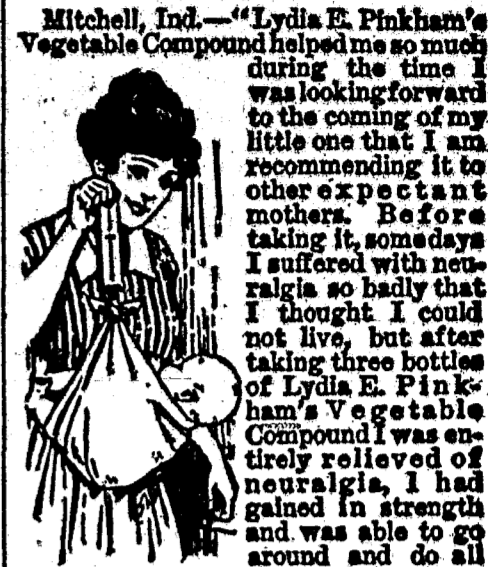 Mitchell, Ind.—"Lydia E. Pinkham's
Vegetable Compound helped me so much
during the time I
was looking forward
to the coming of my
little one that I am
recommending it to
other expectant
mothers. Before
taking it, some days
I suffered with neu-
ralgia so badly that
I thought I could
not live, but after
taking three bottles
of Lydia E. Pink-
ham's Vegetable
Compound I was en-
tirely relieved of
neuralgia, I had
gained in strength
and was able to go
around and do all